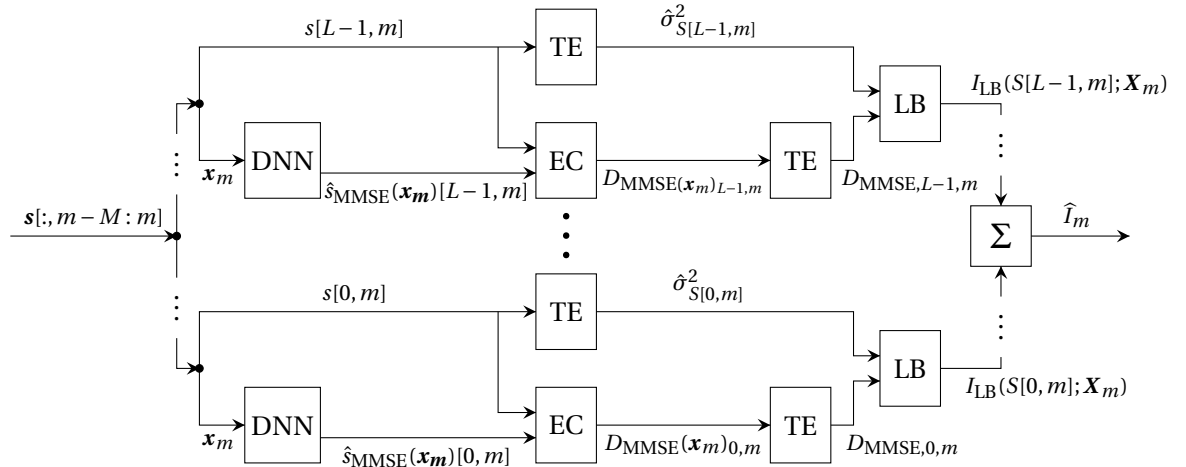 s[L−1, m]
TE
σ̂²_{S[L−1,m]}
LB
I_LB(S[L−1, m]; X_m)
x_m
DNN
ŝ_MMSE(x_m)[L−1, m]
EC
D_MMSE(x_m)_{L−1,m}
TE
D_MMSE,L−1,m
s[:, m − M : m]
Σ
Î_m
s[0, m]
TE
σ̂²_{S[0,m]}
LB
I_LB(S[0, m]; X_m)
x_m
DNN
ŝ_MMSE(x_m)[0, m]
EC
D_MMSE(x_m)_{0,m}
TE
D_MMSE,0,m